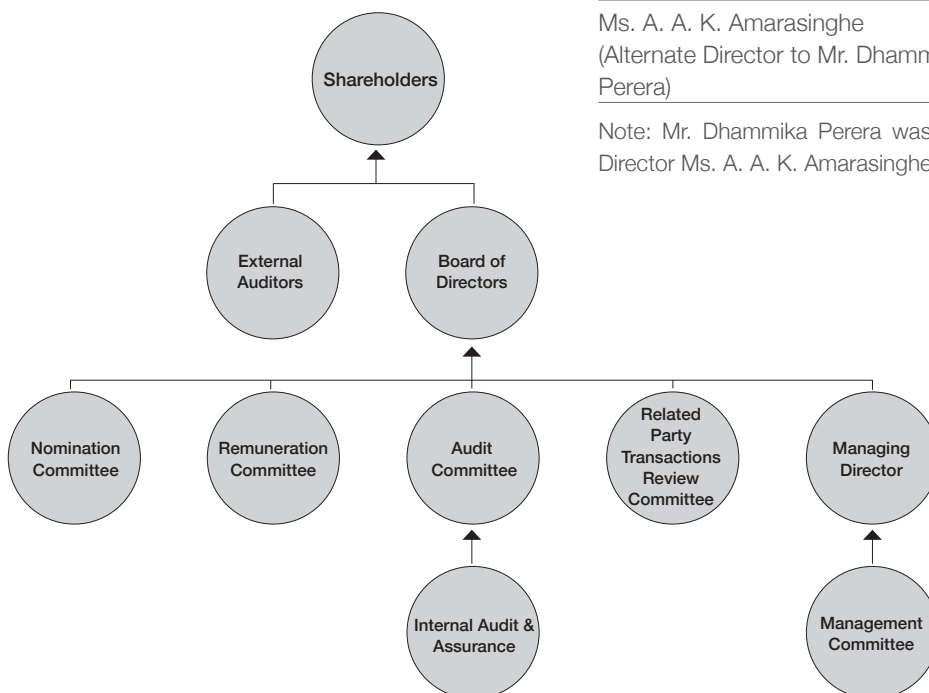 Ms. A. A. K. Amarasinghe
(Alternate Director to Mr. Dhamm
Perera)
Note: Mr. Dhammika Perera was
Director Ms. A. A. K. Amarasinghe
Shareholders
External
Auditors
Board of
Directors
Nomination
Committee
Remuneration
Committee
Audit
Committee
Related
Party
Transactions
Review
Committee
Managing
Director
Internal Audit &
Assurance
Management
Committee